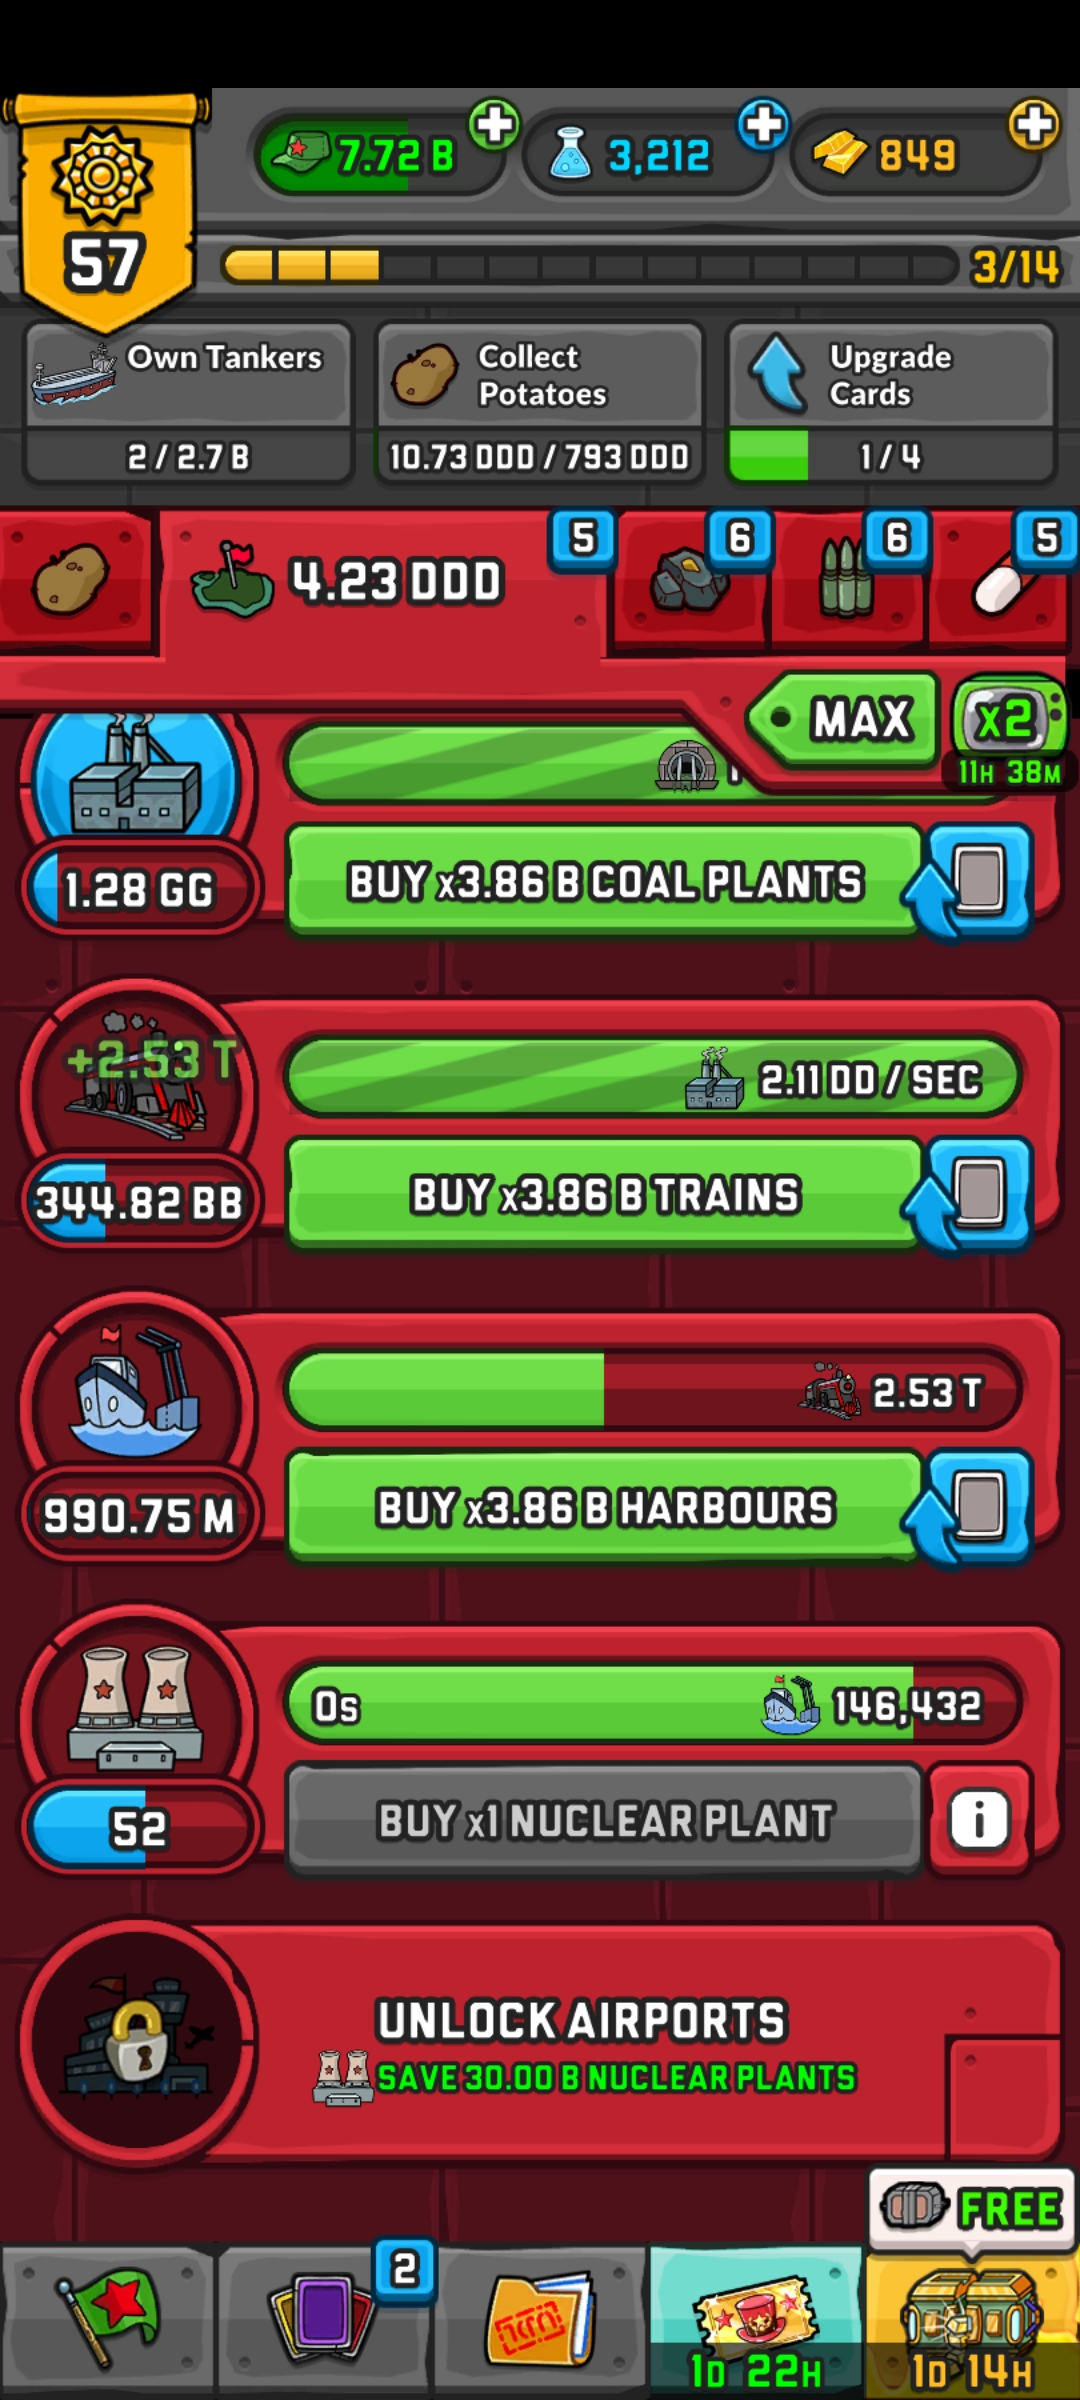 7.72 B
3,212
849
57
3/14
Own Tankers
2 / 2.7 B
Collect
Potatoes
10.73 DDD / 793 DDD
Upgrade
Cards
1 / 4
4.23 DDD
5
6
6
5
MAX
x2
11H 38M
1.28 GG
BUY x3.86 B COAL PLANTS
+2.53 T
2.11 DD / SEC
344.82 BB
BUY x3.86 B TRAINS
2.53 T
990.75 M
BUY x3.86 B HARBOURS
0s
146,432
52
BUY x1 NUCLEAR PLANT
i
UNLOCK AIRPORTS
SAVE 30.00 B NUCLEAR PLANTS
FREE
2
1D 22H
1D 14H